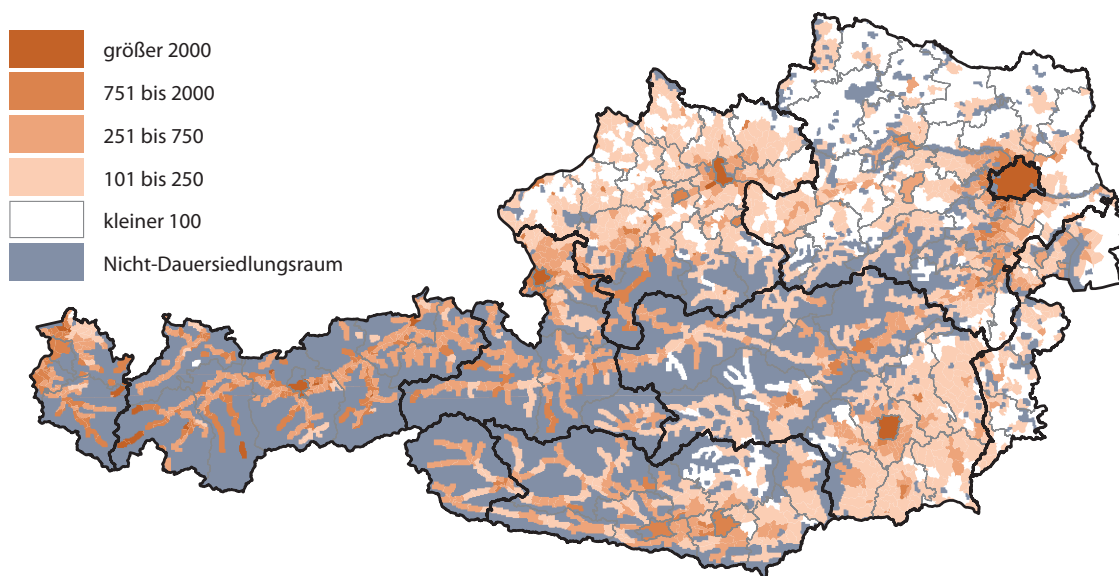 größer 2000
751 bis 2000
251 bis 750
101 bis 250
kleiner 100
Nicht-Dauersiedlungsraum